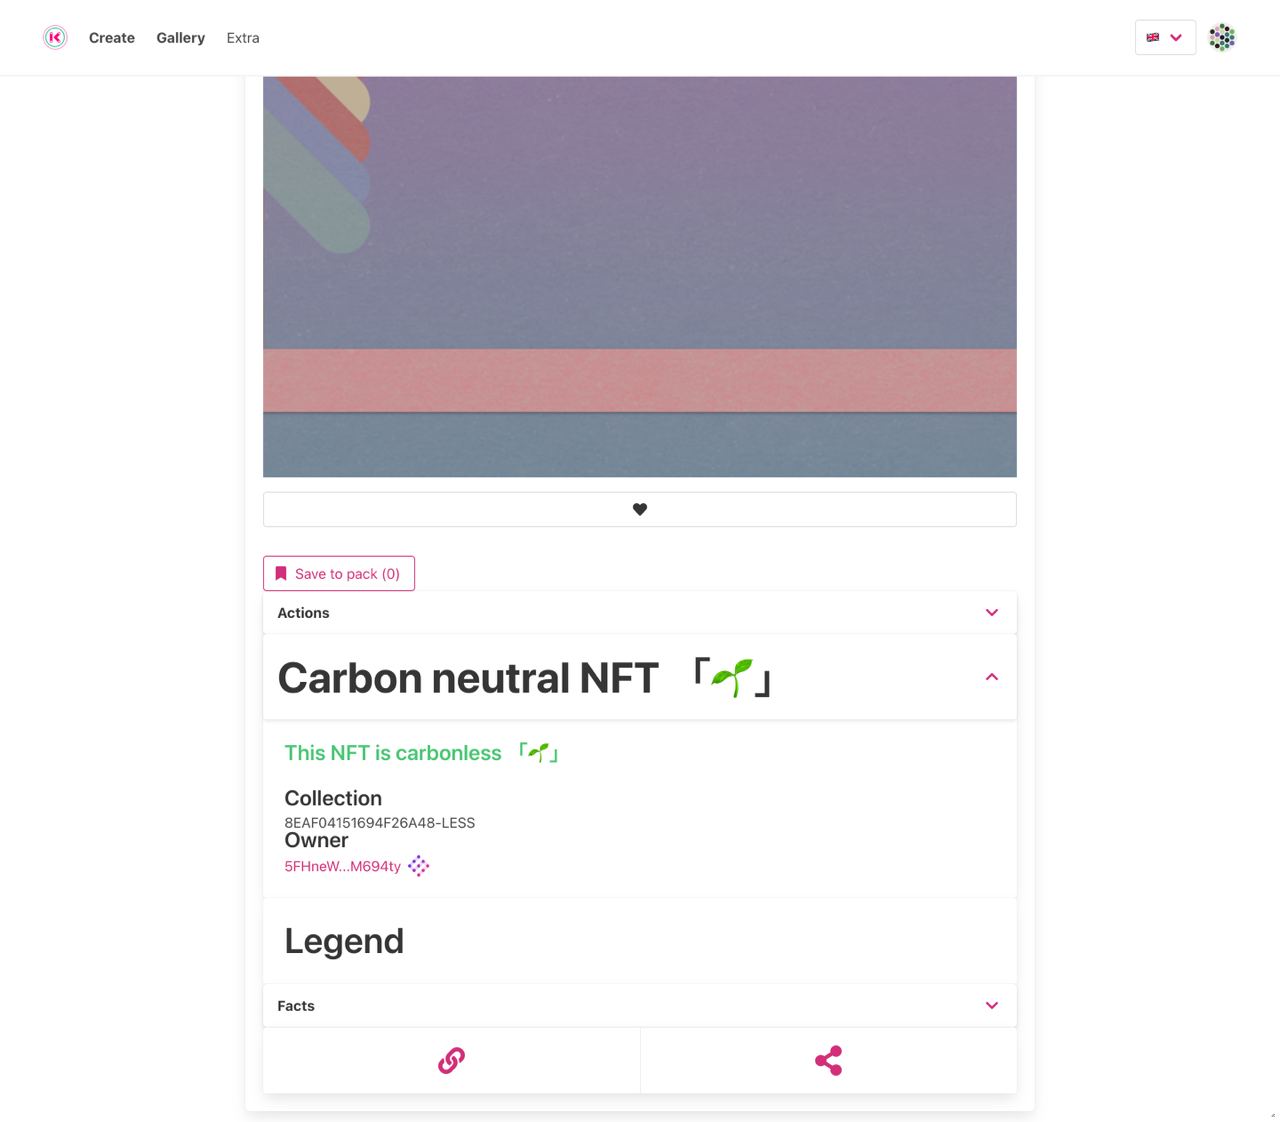 Create Gallery Extra
Save to pack (0)
Actions
Carbon neutral NFT 「🌱」
This NFT is carbonless 「🌱」
Collection
8EAF04151694F26A48-LESS
Owner
5FHneW...M694ty
Legend
Facts